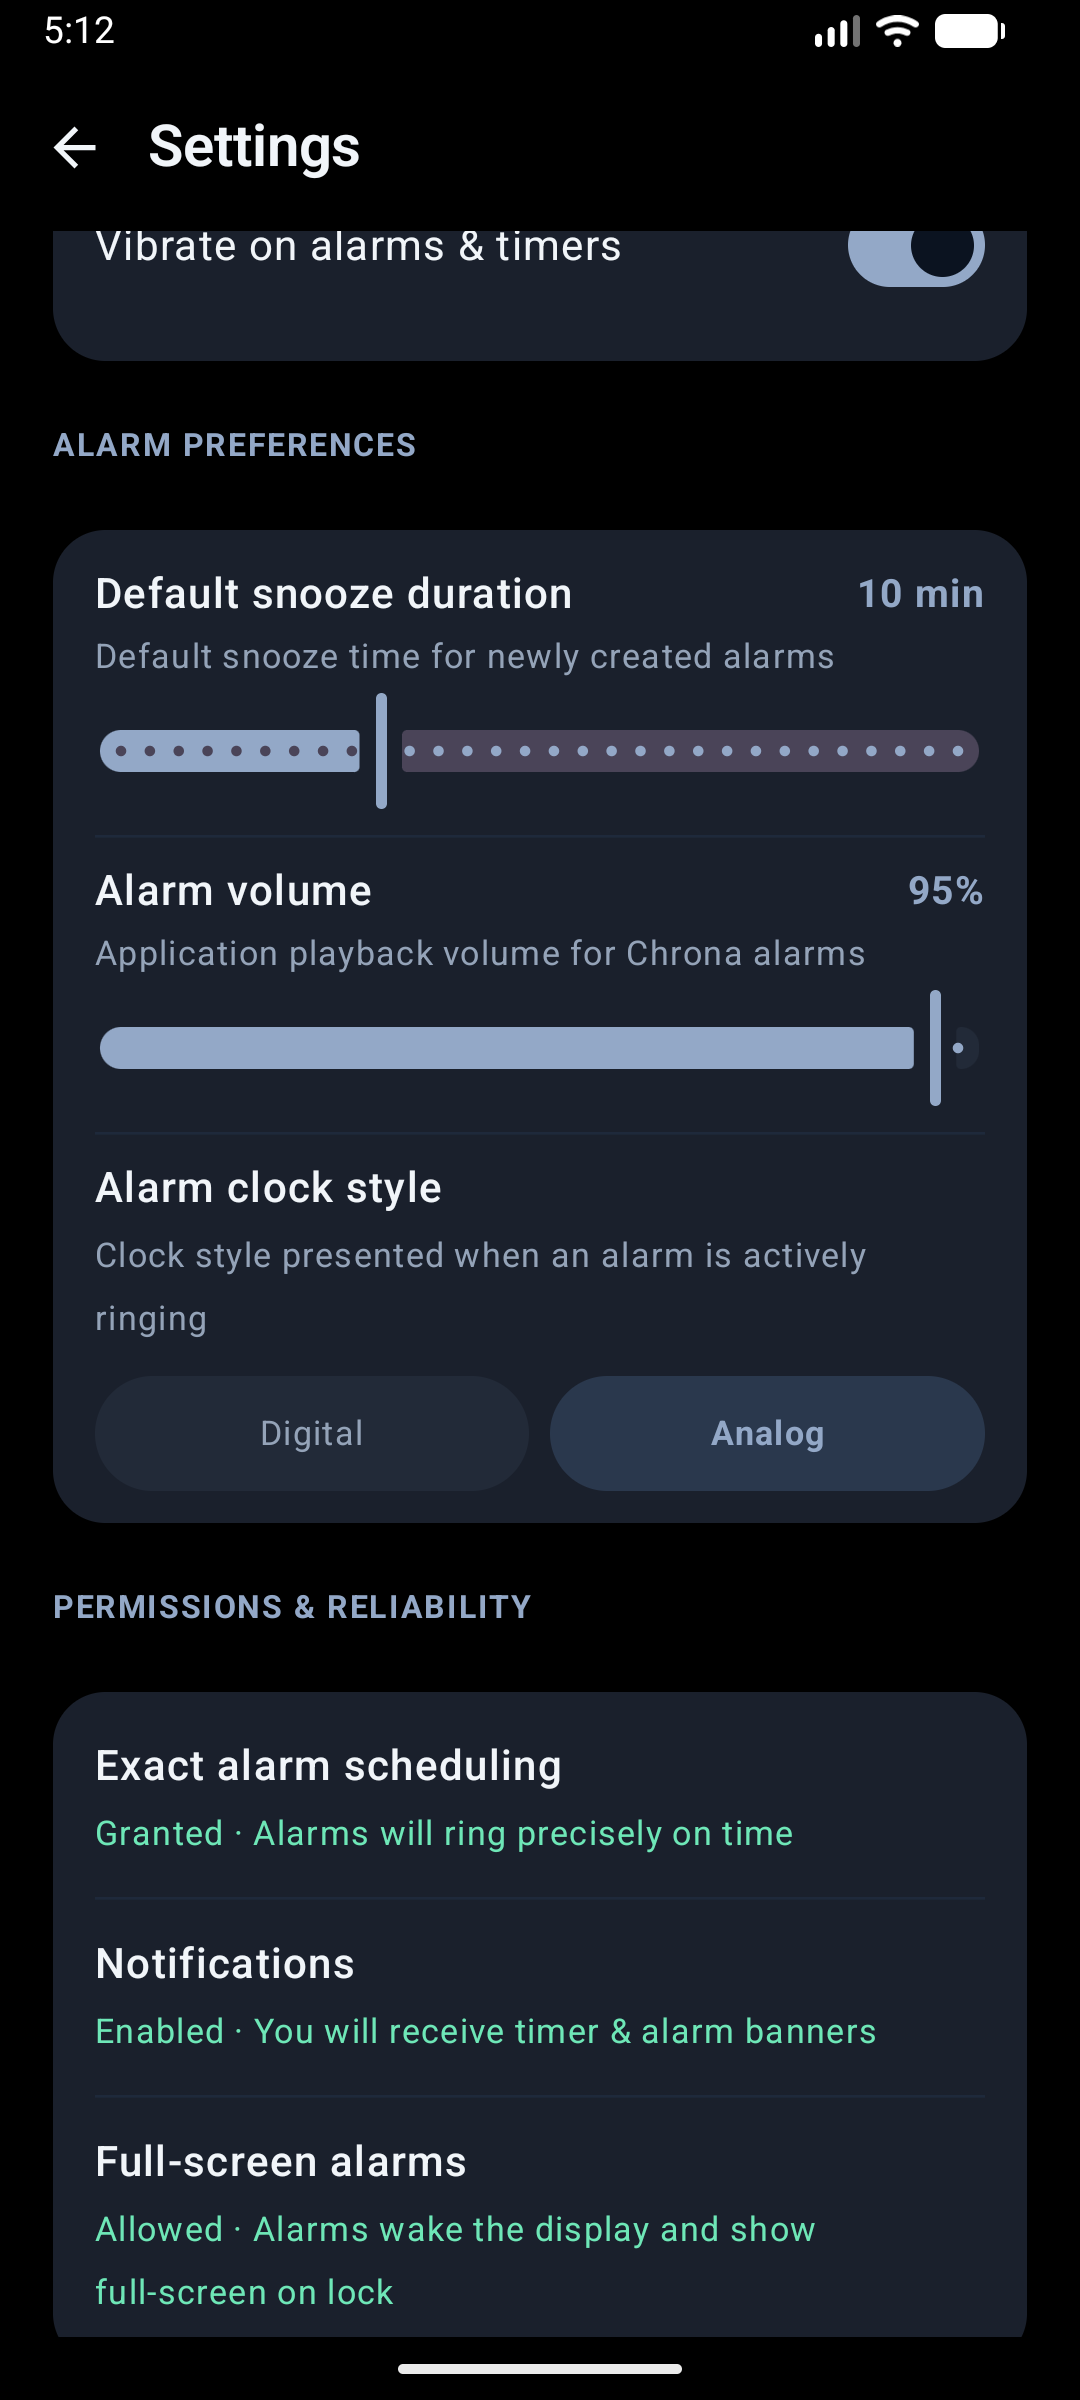 5:12
Settings
Vibrate on alarms & timers
ALARM PREFERENCES
Default snooze duration
10 min
Default snooze time for newly created alarms
Alarm volume
95%
Application playback volume for Chrona alarms
Alarm clock style
Clock style presented when an alarm is actively
ringing
Digital
Analog
PERMISSIONS & RELIABILITY
Exact alarm scheduling
Granted · Alarms will ring precisely on time
Notifications
Enabled · You will receive timer & alarm banners
Full-screen alarms
Allowed · Alarms wake the display and show
full-screen on lock